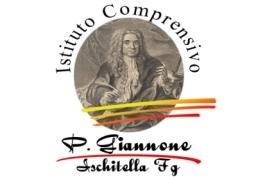 Istituto Comprensivo
P. Giannone
Ischitella Fg